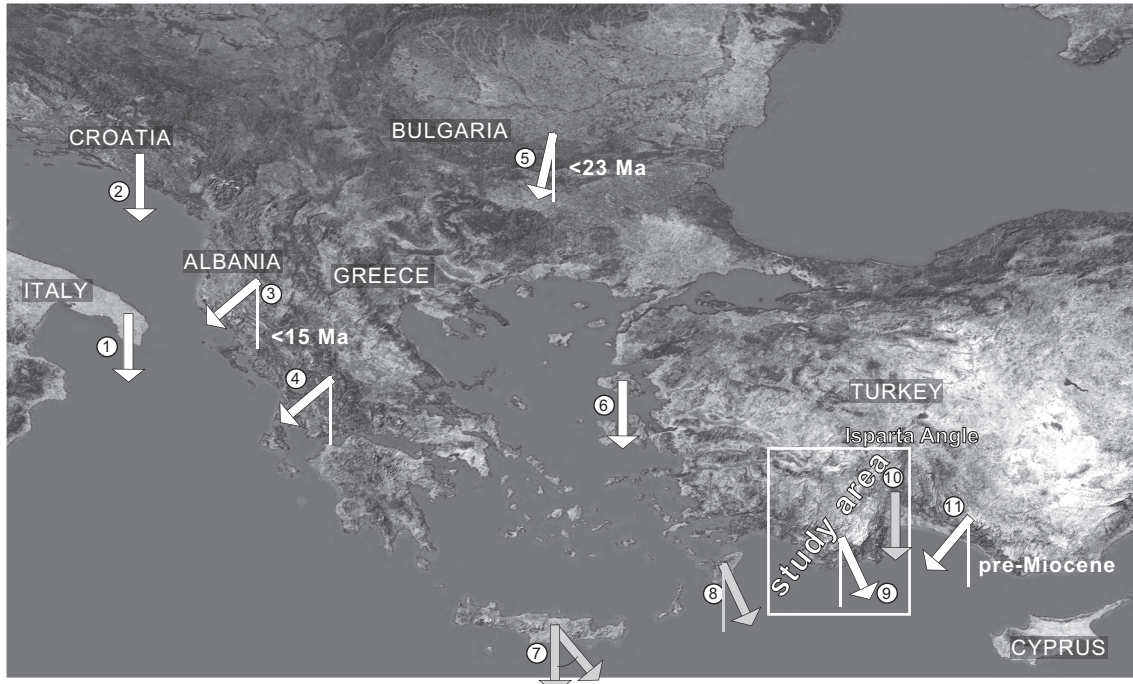 CROATIA
BULGARIA
5
<23 Ma
2
ALBANIA
GREECE
3
ITALY
<15 Ma
1
4
6
TURKEY
Isparta Angle
study area
10
11
pre-Miocene
8
9
7
CYPRUS